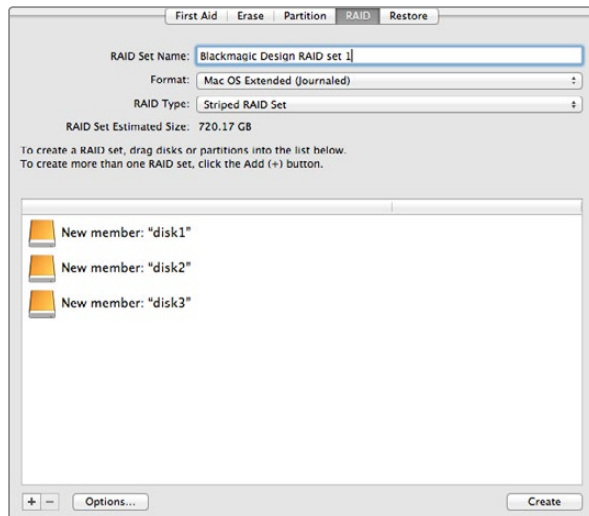 First Aid Erase Partition RAID Restore
RAID Set Name: Blackmagic Design RAID set 1
Format: Mac OS Extended (Journaled)
RAID Type: Striped RAID Set
RAID Set Estimated Size: 720.17 GB
To create a RAID set, drag disks or partitions into the list below.
To create more than one RAID set, click the Add (+) button.
New member: “disk1”
New member: “disk2”
New member: “disk3”
+ − Options... Create